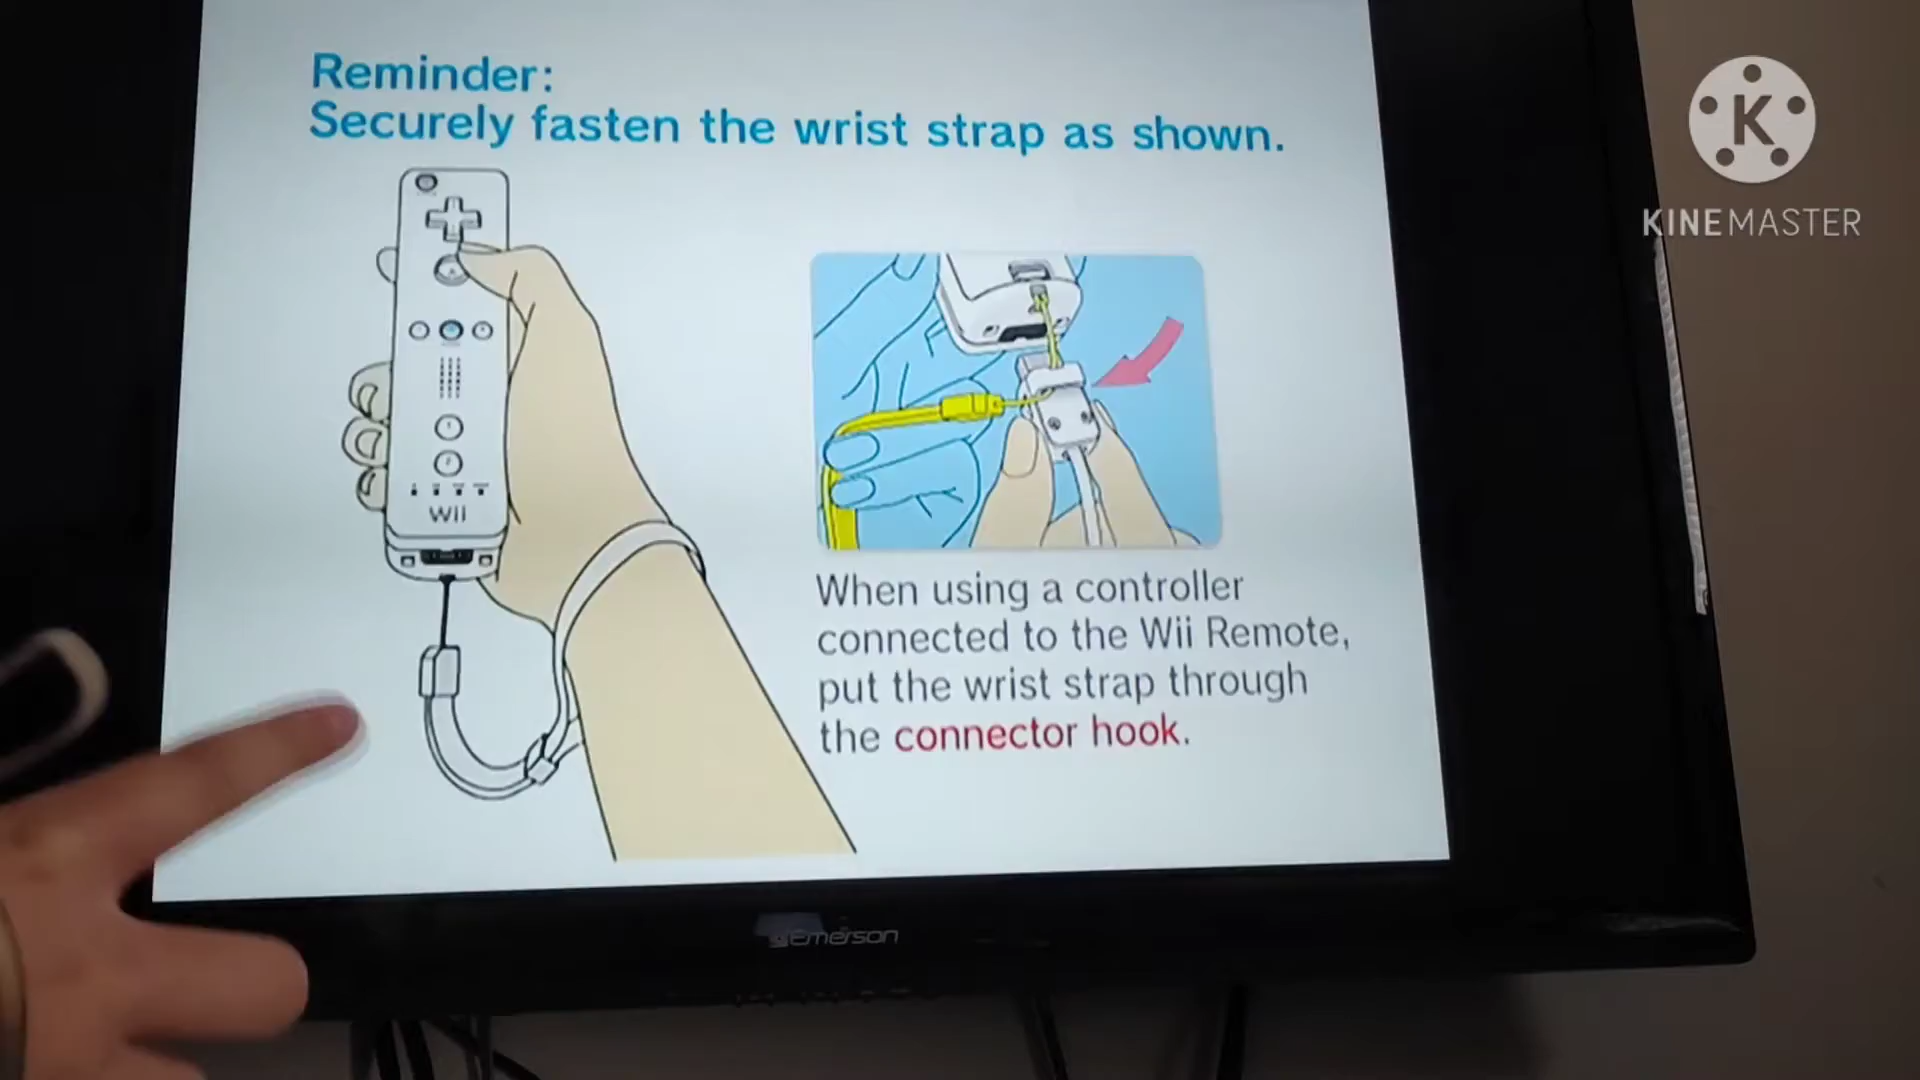 Reminder:
Securely fasten the wrist strap as shown.
Wii
When using a controller
connected to the Wii Remote,
put the wrist strap through
the connector hook.
Emerson
K
KINEMASTER